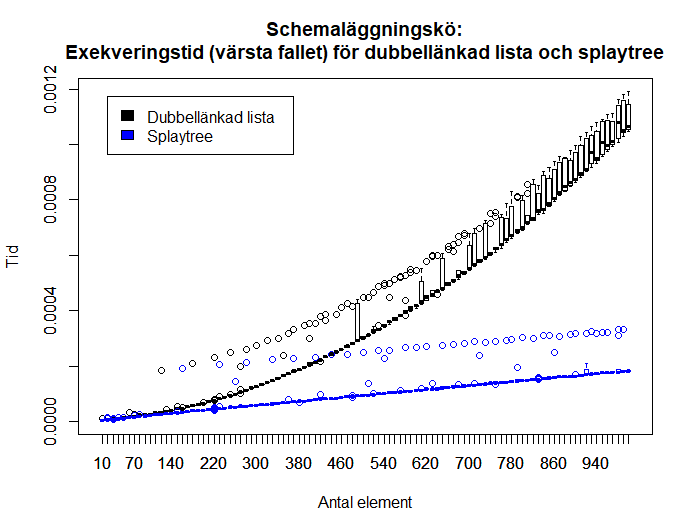 Schemaläggningskö:
Exekveringstid (värsta fallet) för dubbellänkad lista och splaytree
Dubbellänkad lista
Splaytree
Tid
0.0012
0.0008
0.0004
0.0000
10 70 140 220 300 380 460 540 620 700 780 860 940
Antal element